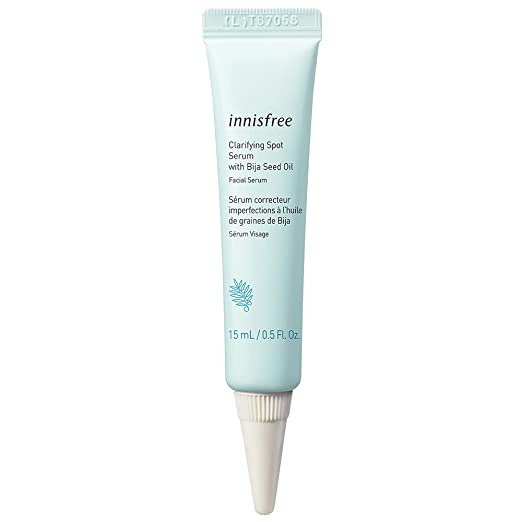 (L)T87058
innisfree
Clarifying Spot
Serum
with Bija Seed Oil
Facial Serum
Sérum correcteur
imperfections à l'huile
de graines de Bija
Sérum Visage
15 mL / 0.5 Fl. Oz.